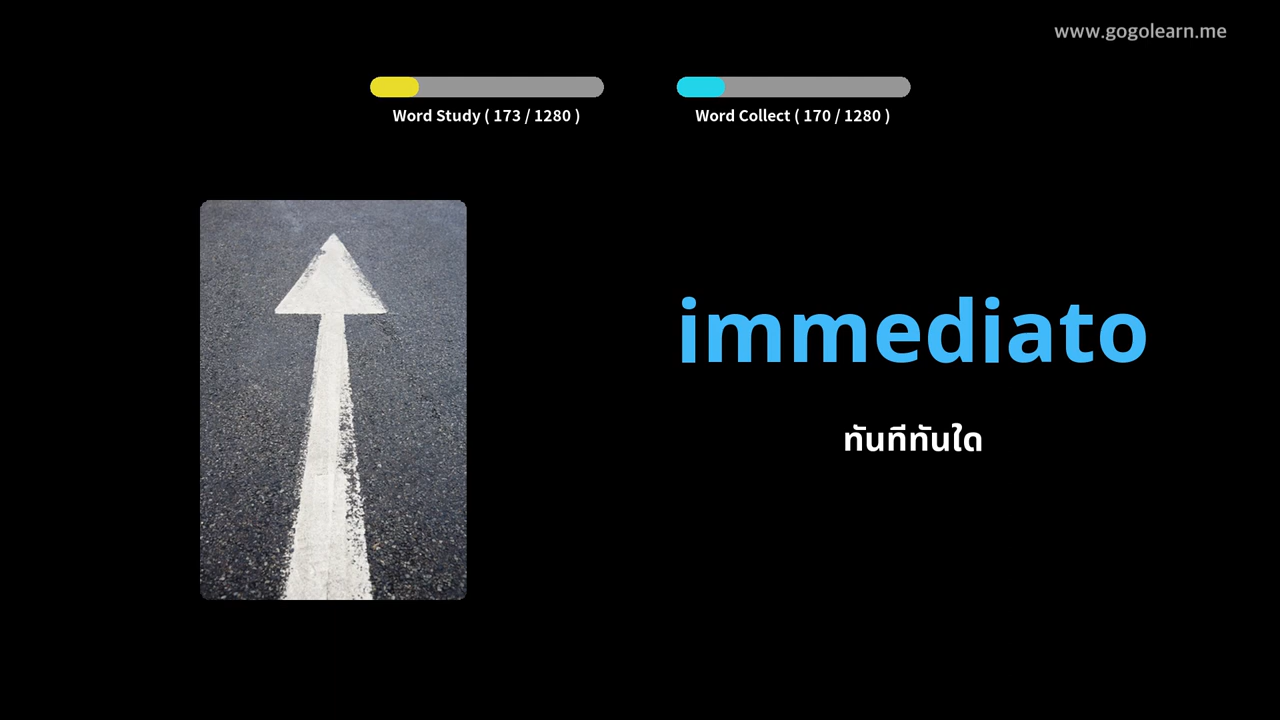 www.gogolearn.me
Word Study ( 173 / 1280 )
Word Collect ( 170 / 1280 )
immediato
ทันทีทันใด